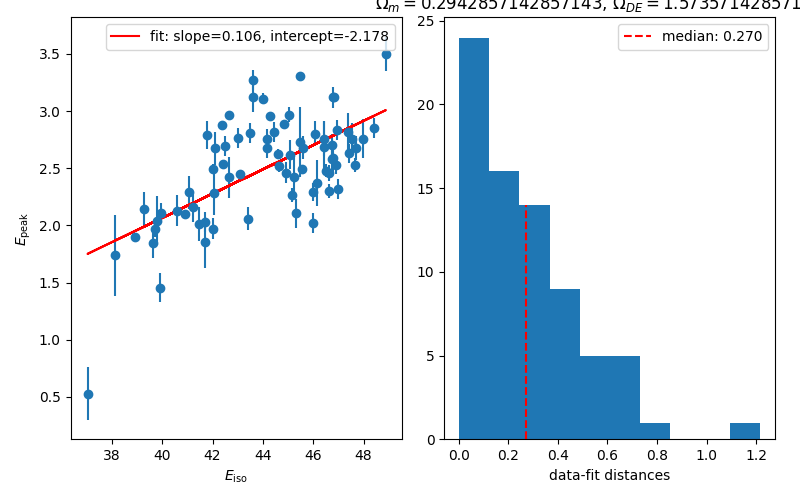 Ω_m = 0.2942857142857143, Ω_DE = 1.573571428571
fit: slope=0.106, intercept=-2.178
median: 0.270
3.5
3.0
2.5
2.0
1.5
1.0
0.5
E_peak
38 40 42 44 46 48
E_iso
25
20
15
10
5
0
0.0 0.2 0.4 0.6 0.8 1.0 1.2
data-fit distances